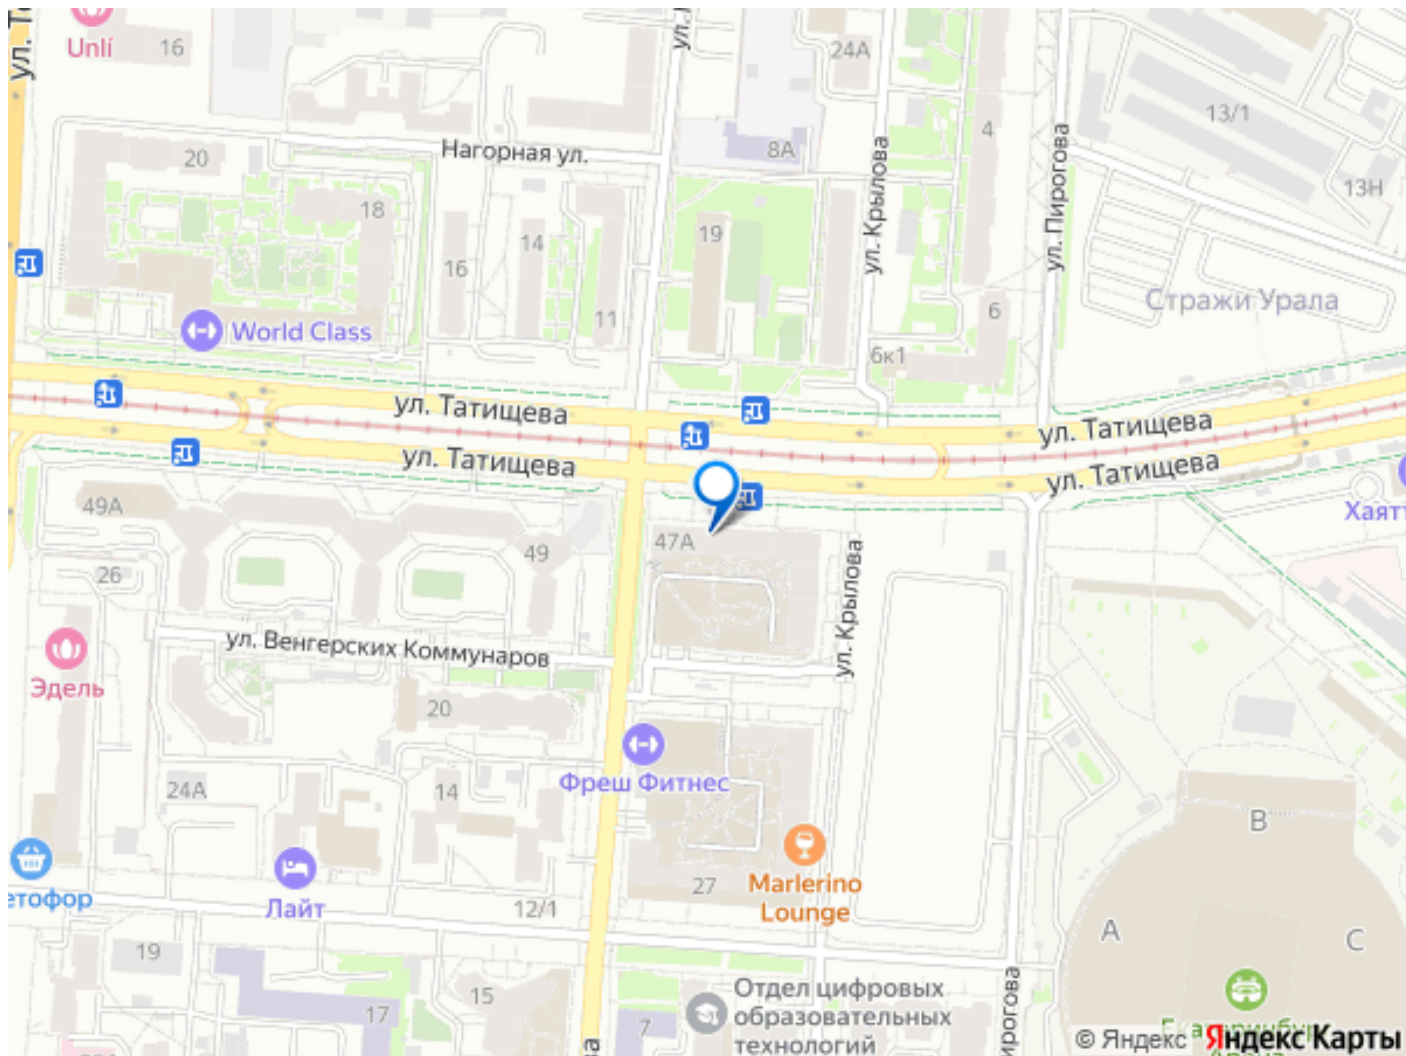 Unlí
16
24А
4
13/1
20
Нагорная ул.
8А
ул. Крылова
ул. Пирогова
13Н
18
19
14
16
11
6
Стражи Урала
World Class
6к1
ул. Татищева
ул. Татищева
ул. Татищева
ул. Татищева
49А
47А
49
Хаятт
26
ул. Крылова
ул. Венгерских Коммунаров
Эдель
20
Фреш Фитнес
24А
14
В
27
Marlerino
Lounge
етофор
Лайт
12/1
А
С
19
15
17
7
Отдел цифровых
образовательных
технологий
ирогова
© Яндекс Яндекс Карты